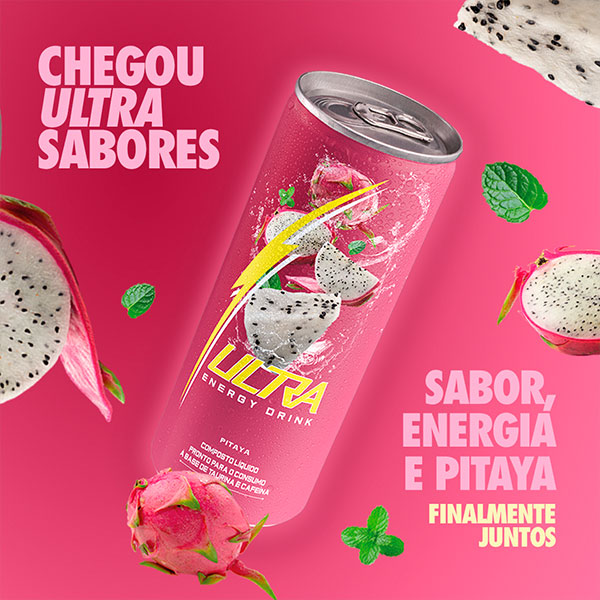 CHEGOU
ULTRA
SABORES
ULTRA
ENERGY DRINK
PITAYA
COMPOSTO LÍQUIDO
PRONTO PARA O CONSUMO
À BASE DE TAURINA E CAFEÍNA
SABOR,
ENERGIA
E PITAYA
FINALMENTE
JUNTOS